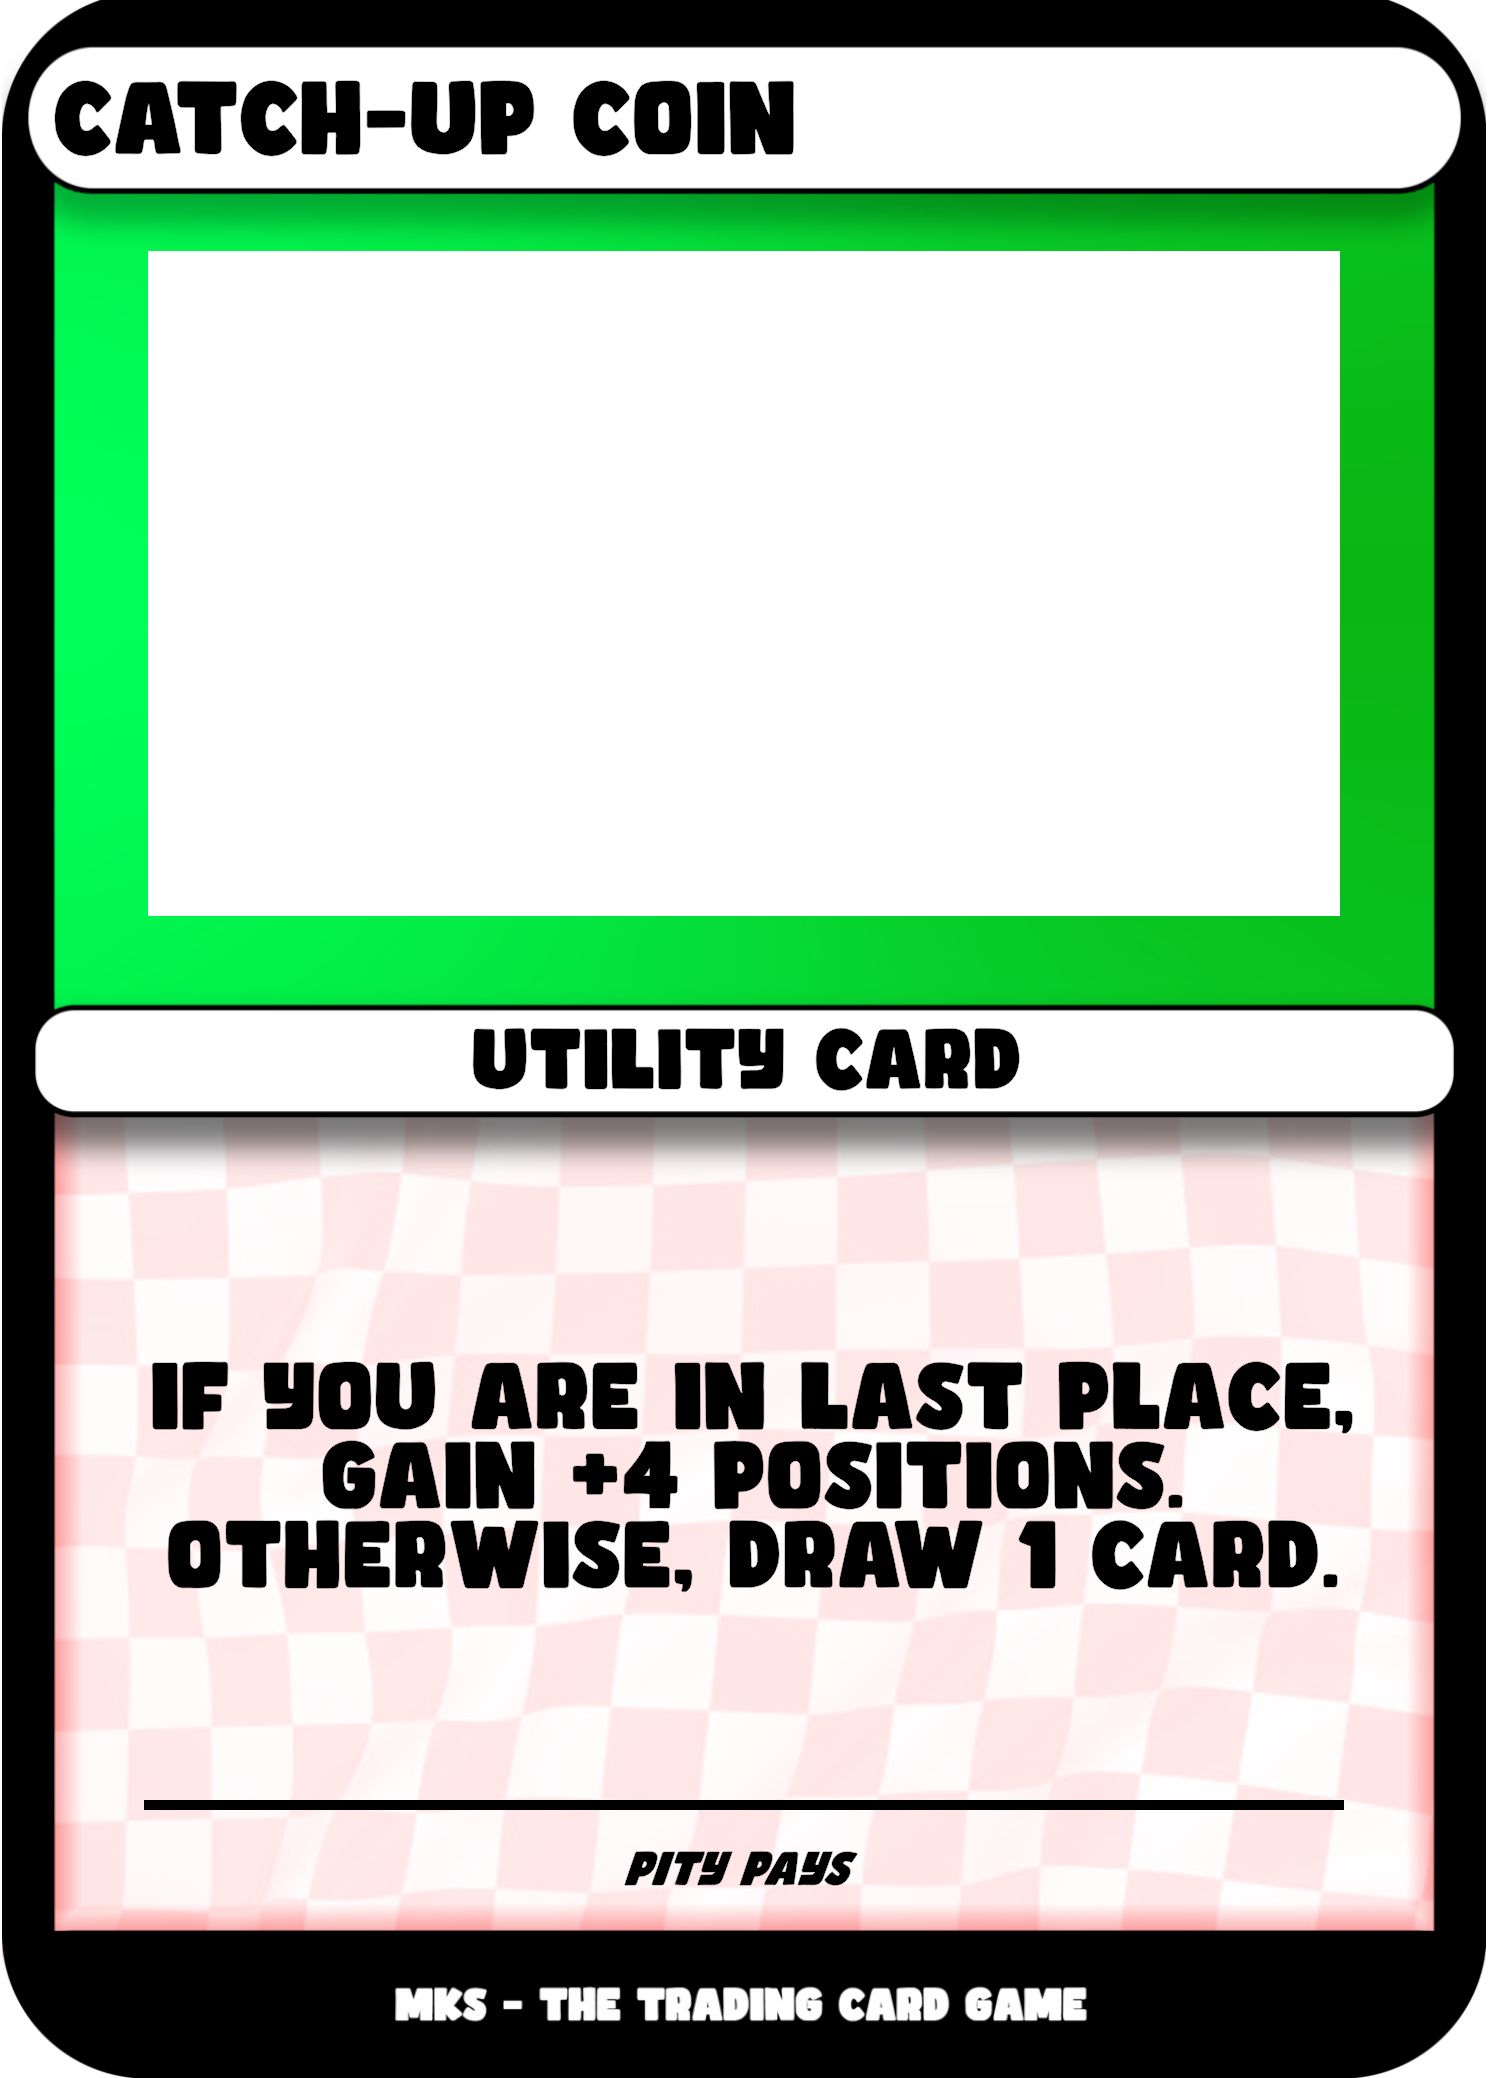 CATCH-UP COIN
UTILITY CARD
IF YOU ARE IN LAST PLACE,
GAIN +4 POSITIONS.
OTHERWISE, DRAW 1 CARD.
PITY PAYS
MKS - THE TRADING CARD GAME